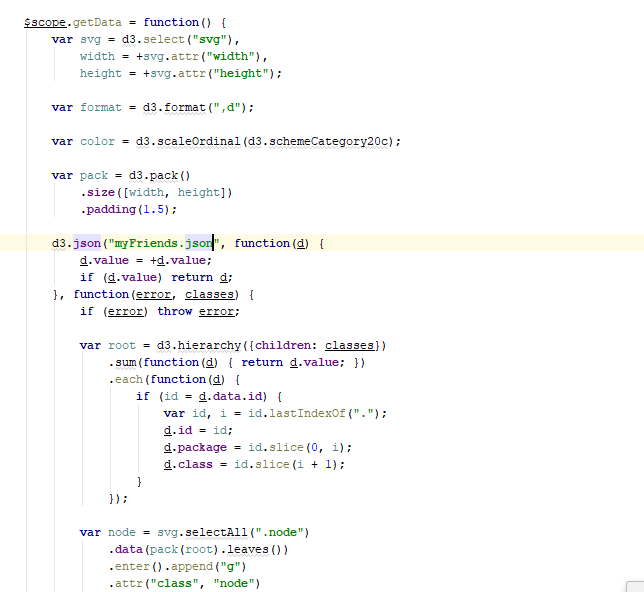 $scope.getData = function() {
    var svg = d3.select("svg"),
        width = +svg.attr("width"),
        height = +svg.attr("height");
    var format = d3.format(",d");
    var color = d3.scaleOrdinal(d3.schemeCategory20c);
    var pack = d3.pack()
        .size([width, height])
        .padding(1.5);
    d3.json("myFriends.json", function(d) {
        d.value = +d.value;
        if (d.value) return d;
    }, function(error, classes) {
        if (error) throw error;
        var root = d3.hierarchy({children: classes})
            .sum(function(d) { return d.value; })
            .each(function(d) {
                if (id = d.data.id) {
                    var id, i = id.lastIndexOf(".");
                    d.id = id;
                    d.package = id.slice(0, i);
                    d.class = id.slice(i + 1);
                }
            });
        var node = svg.selectAll(".node")
            .data(pack(root).leaves())
            .enter().append("g")
            .attr("class", "node")